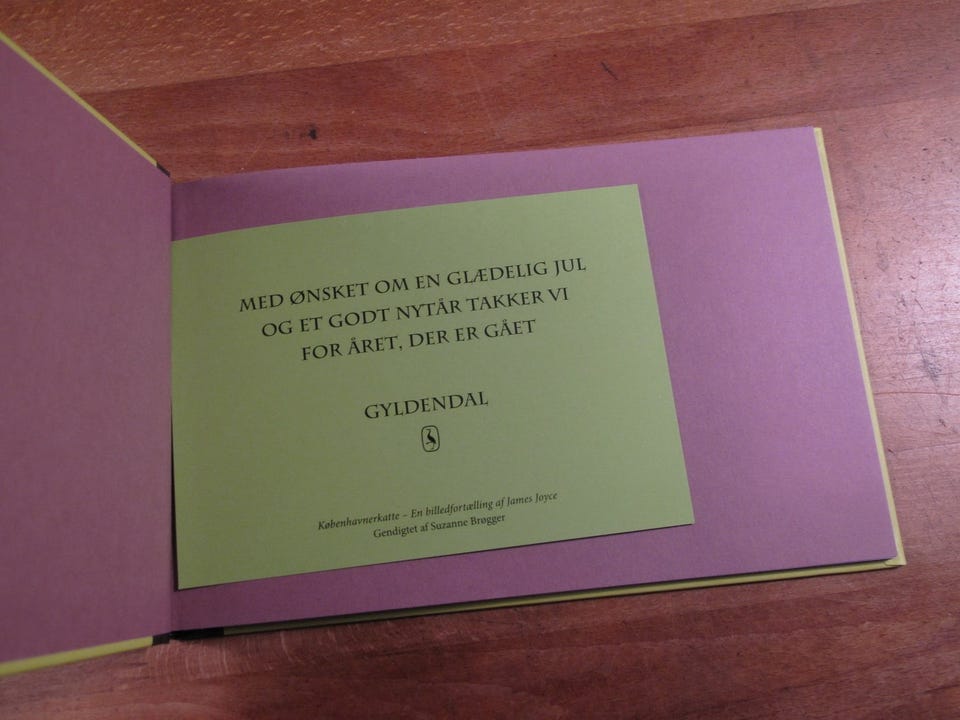 MED ØNSKET OM EN GLÆDELIG JUL
OG ET GODT NYTÅR TAKKER VI
FOR ÅRET, DER ER GÅET
GYLDENDAL
Københavnerkatte – En billedfortælling af James Joyce
Gendigtet af Suzanne Brøgger